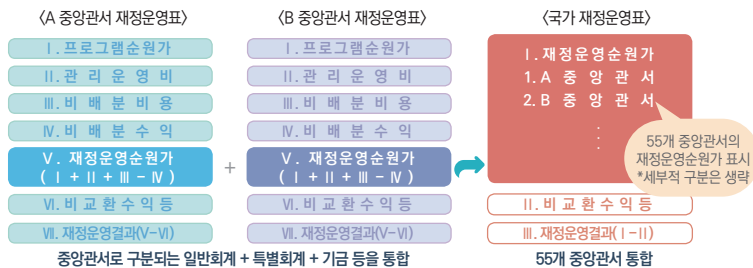 〈A 중앙관서 재정운영표〉
Ⅰ. 프로그램순원가
Ⅱ. 관리운영비
Ⅲ. 비배분비용
Ⅳ. 비배분수익
Ⅴ. 재정운영순원가
(Ⅰ+Ⅱ+Ⅲ-Ⅳ)
Ⅵ. 비교환수익등
Ⅶ. 재정운영결과(Ⅴ-Ⅵ)
+
〈B 중앙관서 재정운영표〉
Ⅰ. 프로그램순원가
Ⅱ. 관리운영비
Ⅲ. 비배분비용
Ⅳ. 비배분수익
Ⅴ. 재정운영순원가
(Ⅰ+Ⅱ+Ⅲ-Ⅳ)
Ⅵ. 비교환수익등
Ⅶ. 재정운영결과(Ⅴ-Ⅵ)
중앙관서로 구분되는 일반회계 + 특별회계 + 기금 등을 통합
〈국가 재정운영표〉
Ⅰ. 재정운영순원가
1. A 중앙관서
2. B 중앙관서
⋮
55개 중앙관서의
재정운영순원가 표시
*세부적 구분은 생략
Ⅱ. 비교환수익등
Ⅲ. 재정운영결과(Ⅰ-Ⅱ)
55개 중앙관서 통합